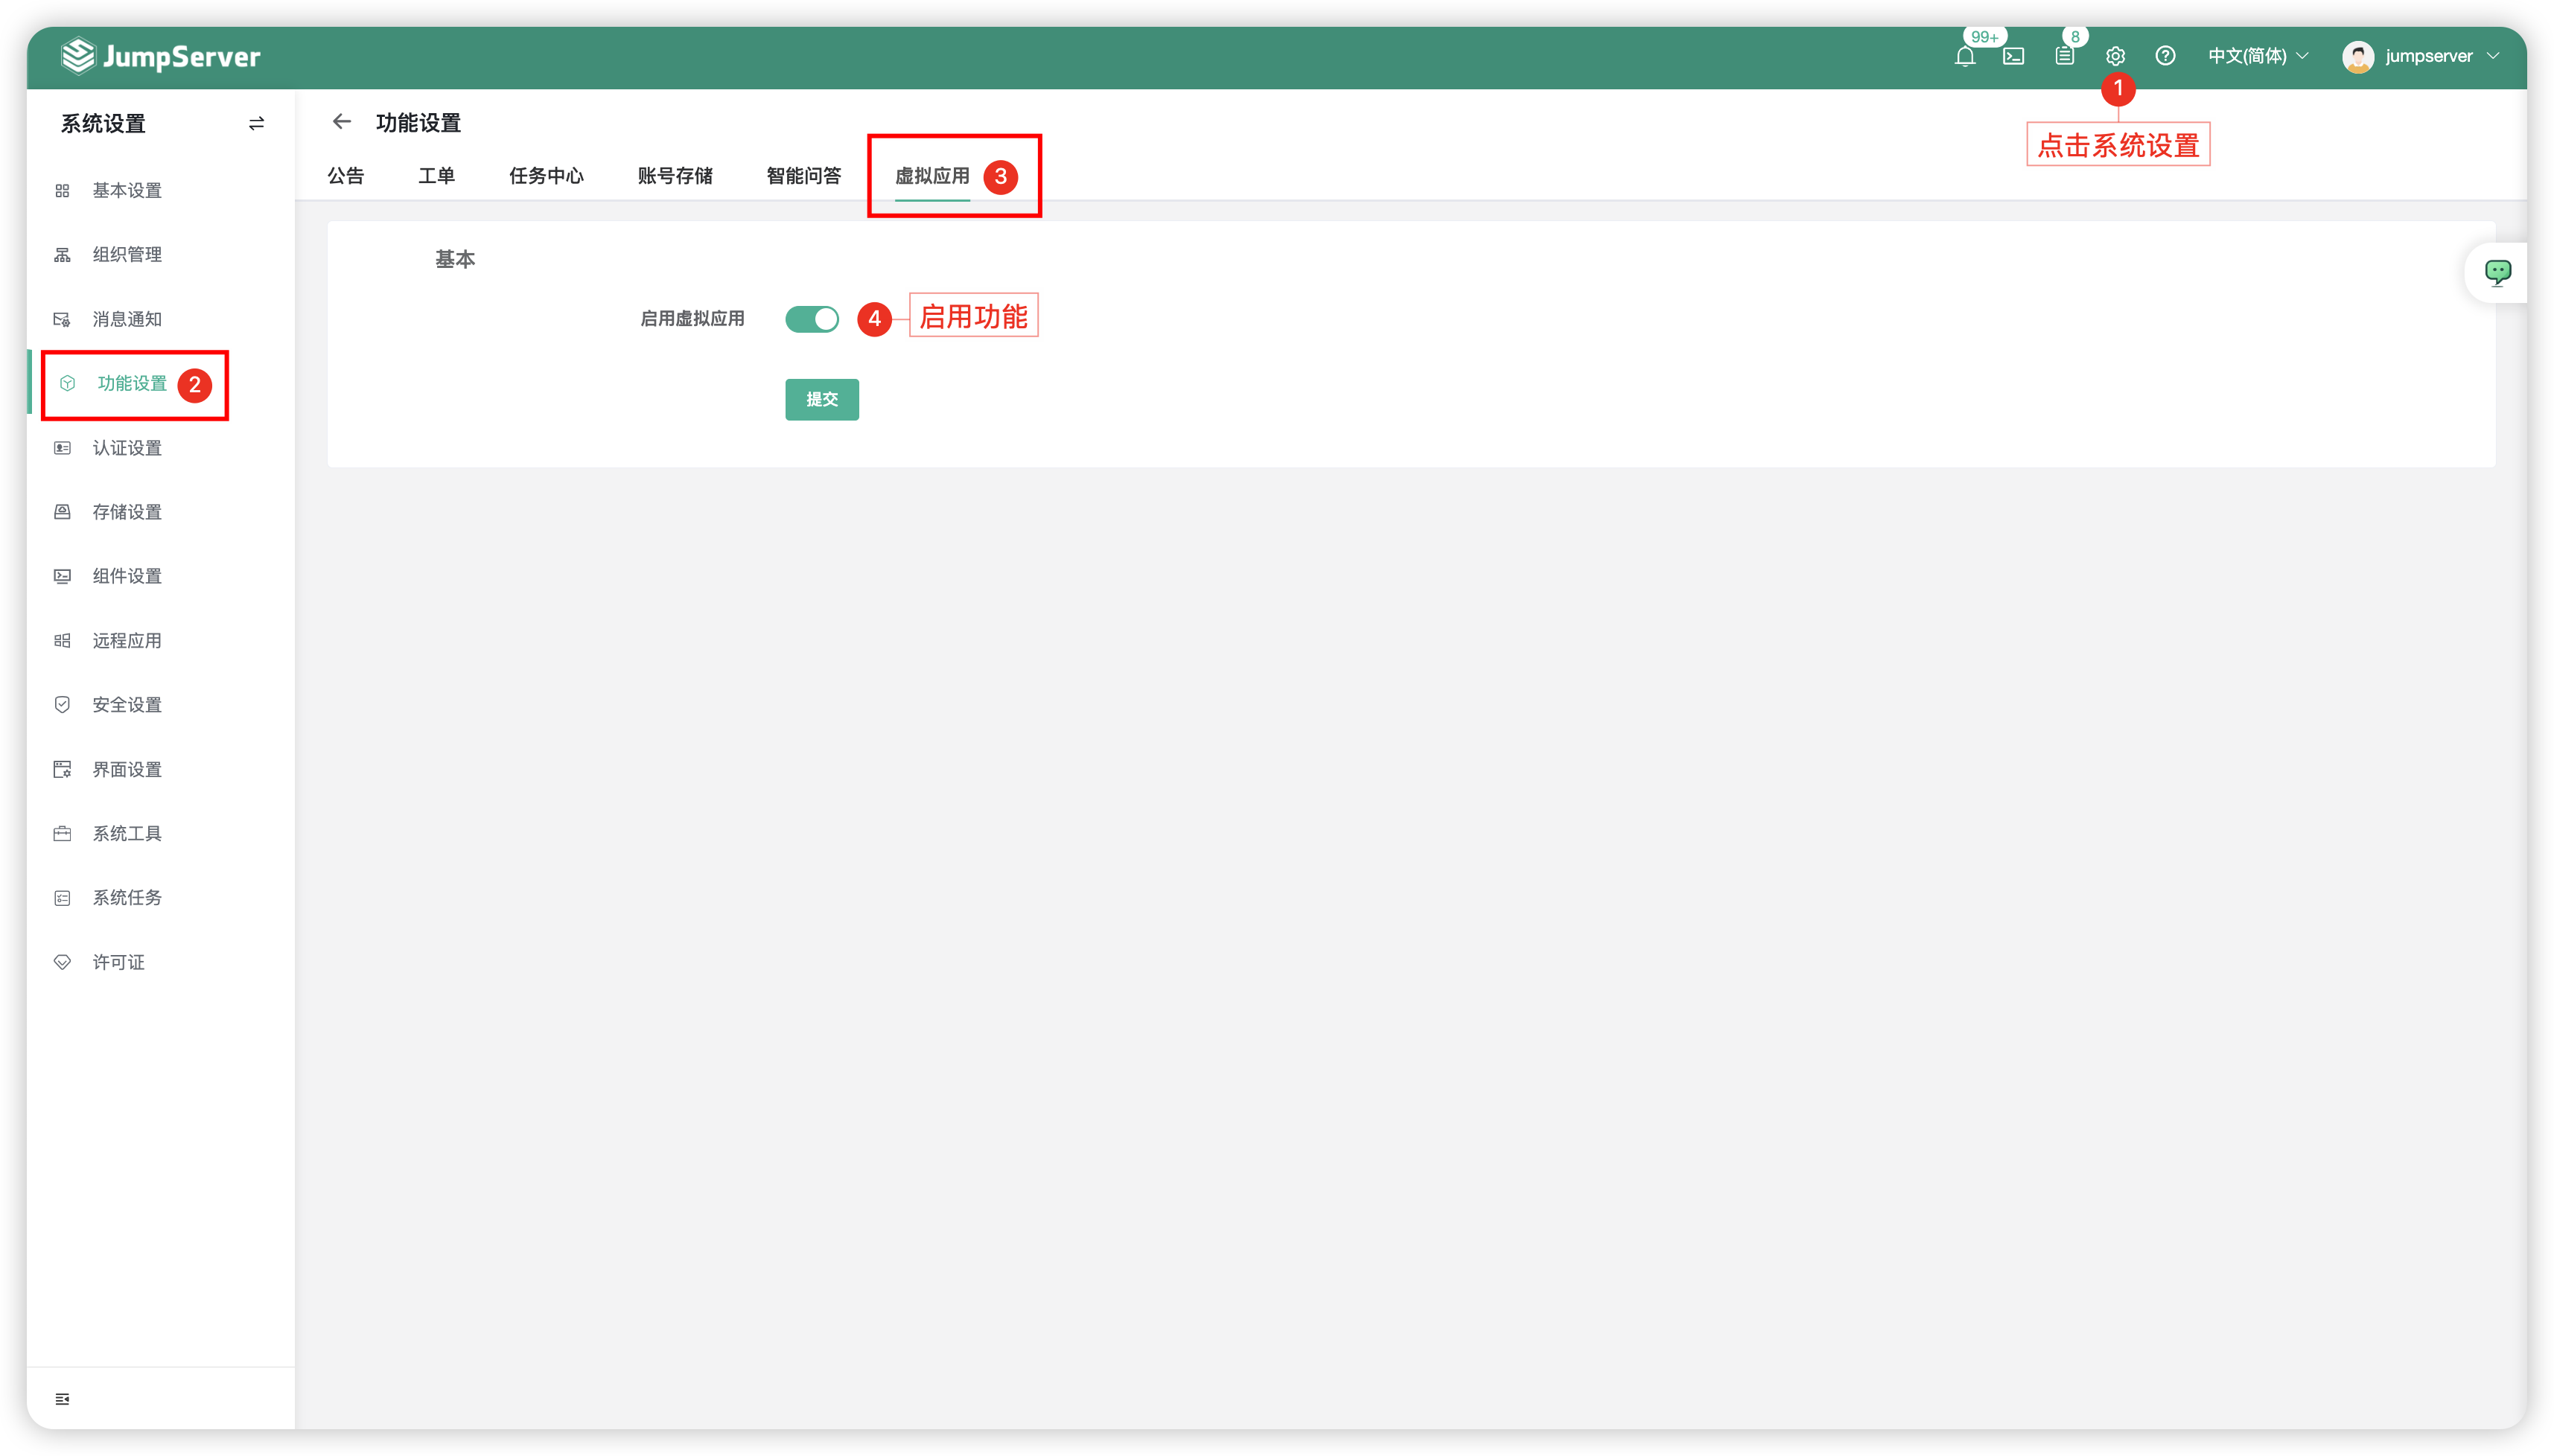 JumpServer
99+
8
中文(简体)
jumpserver
1
点击系统设置
系统设置
基本设置
组织管理
消息通知
功能设置
2
认证设置
存储设置
组件设置
远程应用
安全设置
界面设置
系统工具
系统任务
许可证
功能设置
公告 工单 任务中心 账号存储 智能问答 虚拟应用 3
基本
启用虚拟应用
4
启用功能
提交